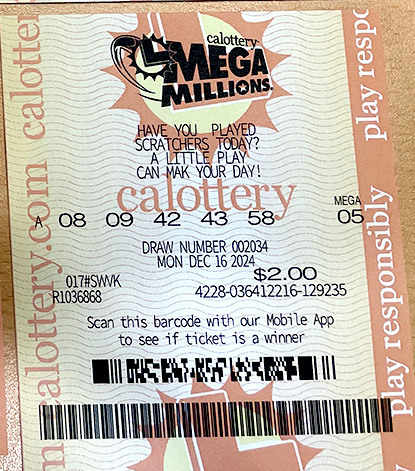 calottery
MEGA
MILLIONS
HAVE YOU PLAYED
SCRATCHERS TODAY?
A LITTLE PLAY
CAN MAK YOUR DAY!
calottery
MEGA
A 08 09 42 43 58 05
DRAW NUMBER 002034
MON DEC 16 2024
$2.00
017#SWVK
R1036868 4228-036412216-129235
Scan this barcode with our Mobile App
to see if ticket is a winner
calottery.com calottery
play responsibly play resp